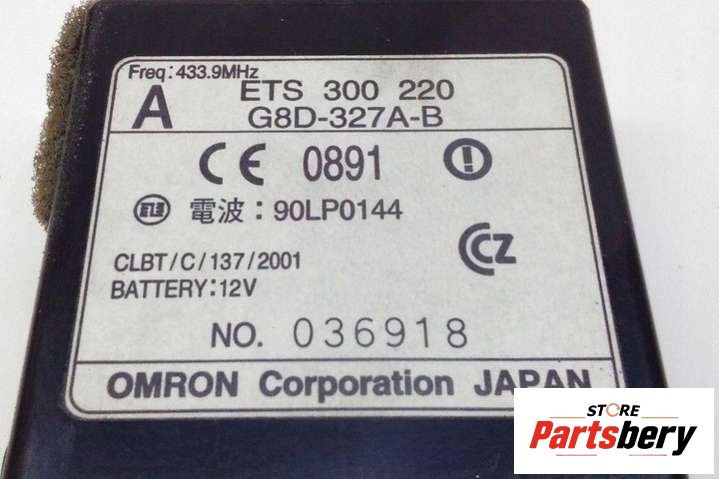 Freq:433.9MHz
A ETS 300 220
G8D-327A-B
CE 0891
電波:90LP0144
CZ
CLBT/C/137/2001
BATTERY:12V
NO. 036918
OMRON Corporation JAPAN
STORE
Partsbery